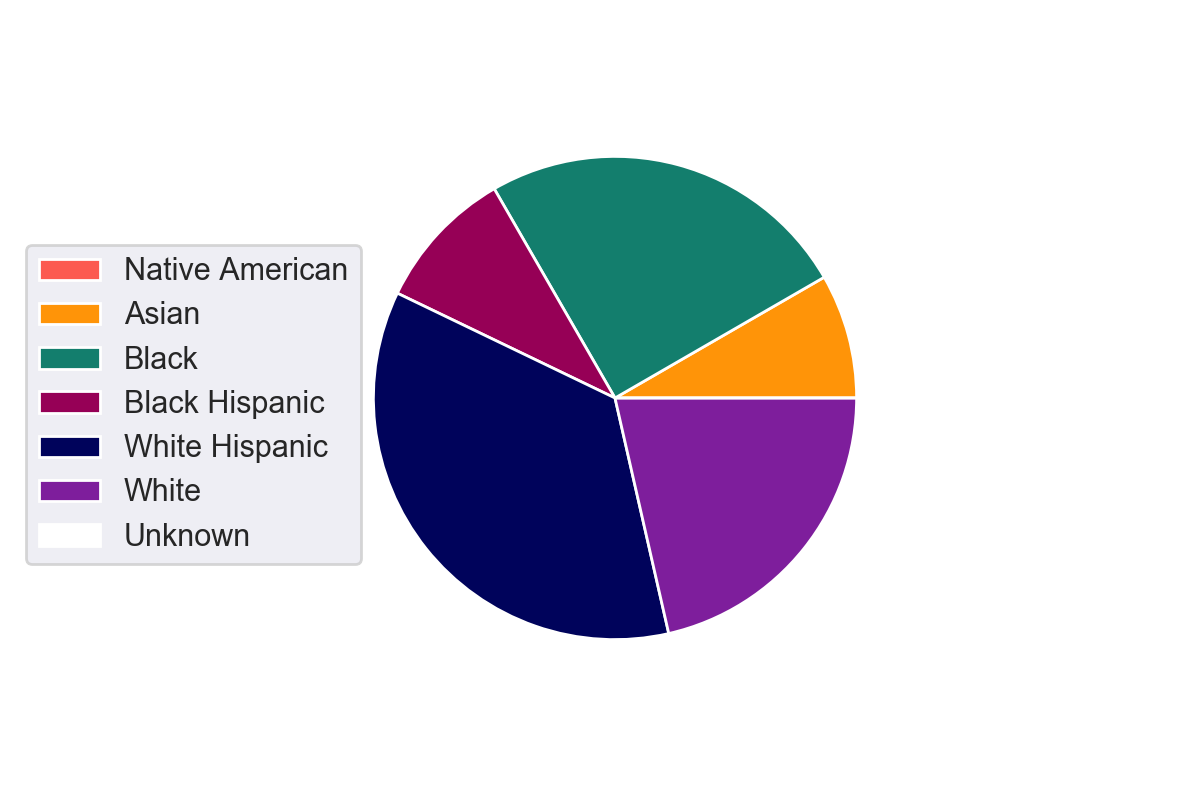 Native American
Asian
Black
Black Hispanic
White Hispanic
White
Unknown